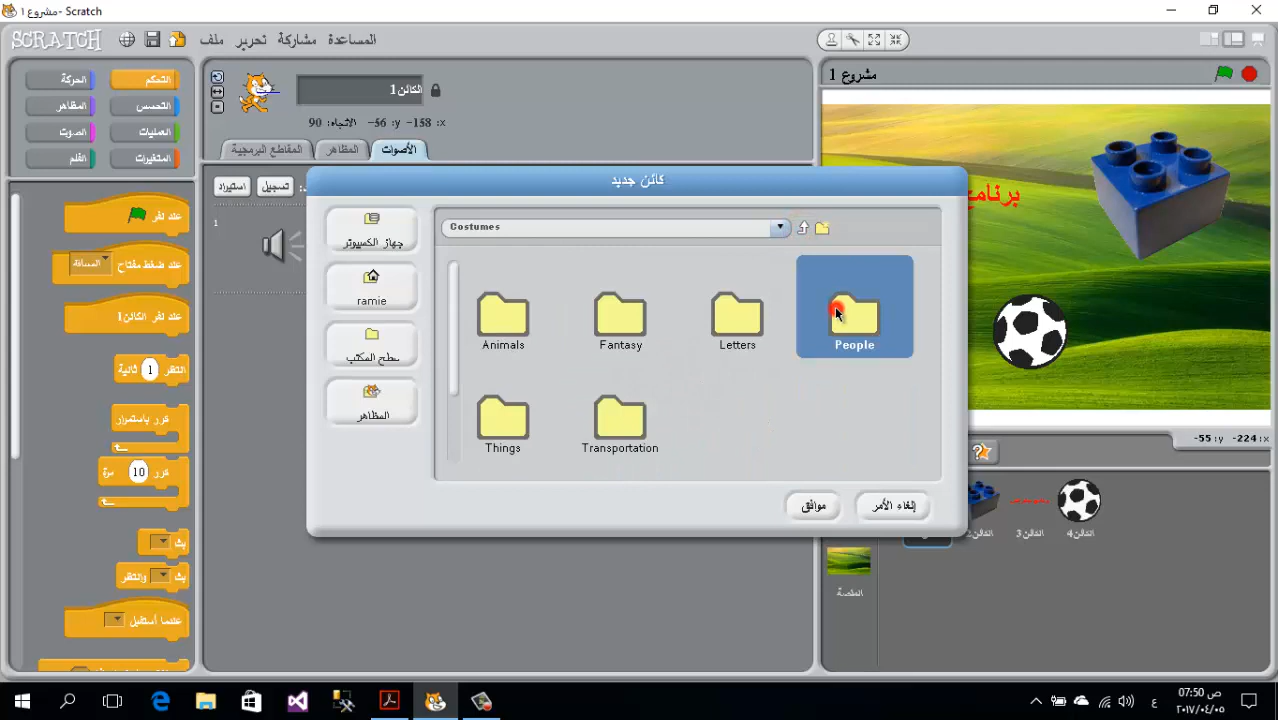 مشروع 1- Scratch
SCRATCH
ملف
تحرير
مشاركة
المساعدة
الحركة
التحكم
المظاهر
التحسس
الصوت
العمليات
القلم
المتغيرات
الكائن1
x: -158 y: -56 الاتجاه: 90
المقاطع البرمجية
المظاهر
الأصوات
مشروع 1
استيراد
تسجيل
1
عند نقر
عند ضغط مفتاح المسافة
عند نقر الكائن1
انتظر 1 ثانية
كرر باستمرار
كرر 10 مرة
بث
بث وانتظر
عندما أستقبل
كائن جديد
جهاز الكمبيوتر
ramie
سطح المكتب
المظاهر
Costumes
Animals
Fantasy
Letters
People
Things
Transportation
موافق
إلغاء الأمر
برنامج
x: -224 y: -55
الكائن2
الكائن3
الكائن4
المنصة
ع
07:50 ص
٢٠١٧/٠٤/٠٥